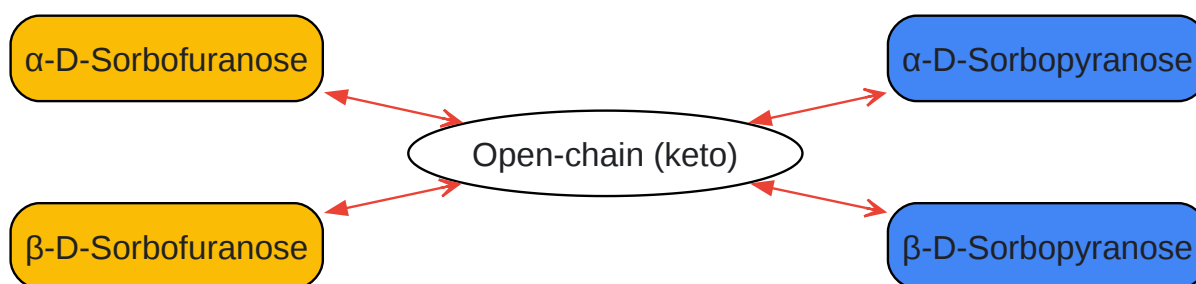 α-D-Sorbofuranose
α-D-Sorbopyranose
Open-chain (keto)
β-D-Sorbofuranose
β-D-Sorbopyranose